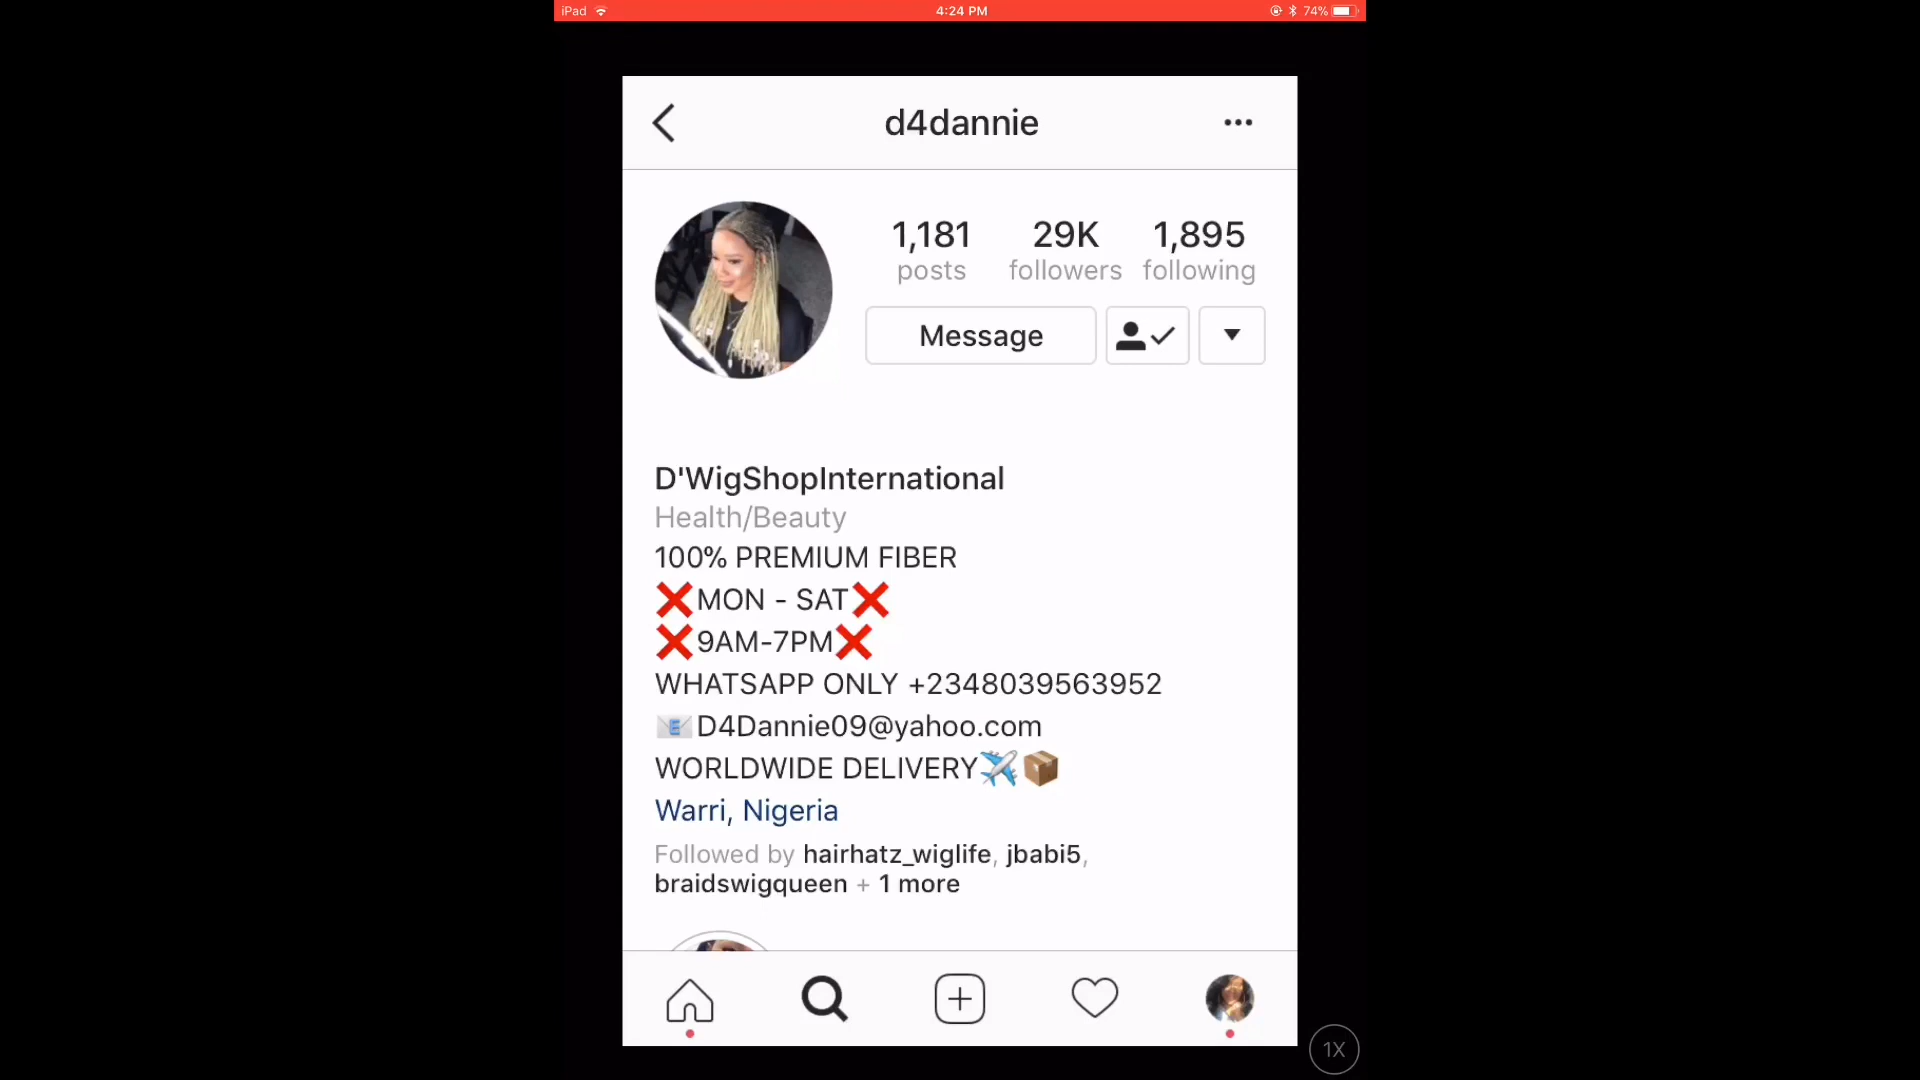 iPad 4:24 PM 74%
d4dannie
1,181 29K 1,895
posts followers following
Message
D'WigShopInternational
Health/Beauty
100% PREMIUM FIBER
❌MON - SAT❌
❌9AM-7PM❌
WHATSAPP ONLY +2348039563952
📧D4Dannie09@yahoo.com
WORLDWIDE DELIVERY✈️📦
Warri, Nigeria
Followed by hairhatz_wiglife, jbabi5,
braidswigqueen + 1 more
1X